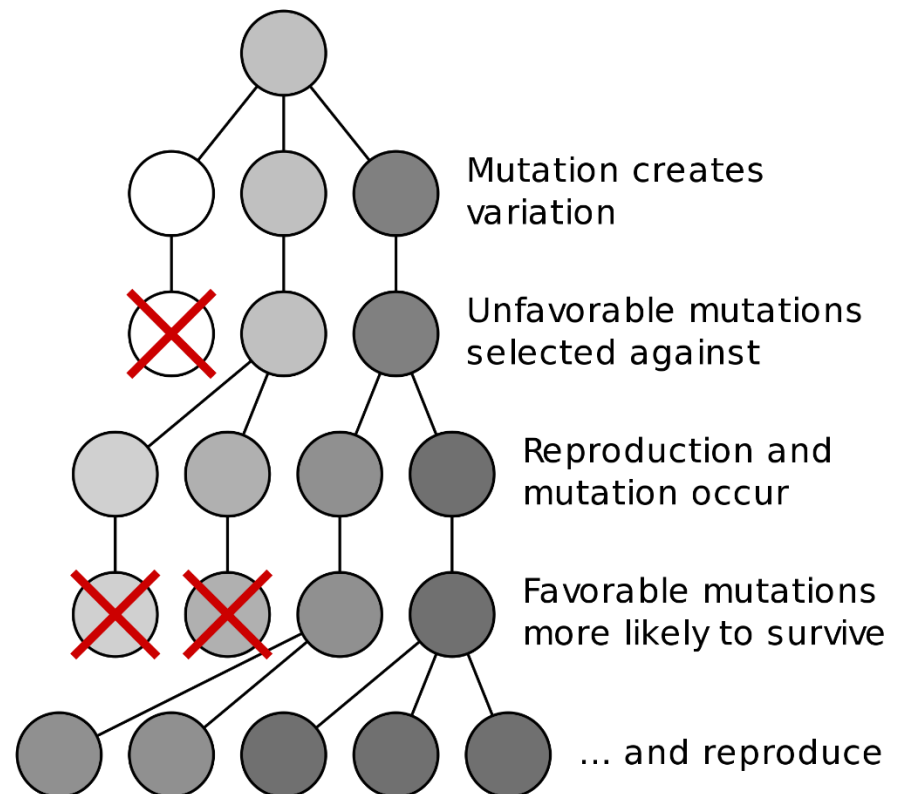 Mutation creates
variation
Unfavorable mutations
selected against
Reproduction and
mutation occur
Favorable mutations
more likely to survive
... and reproduce